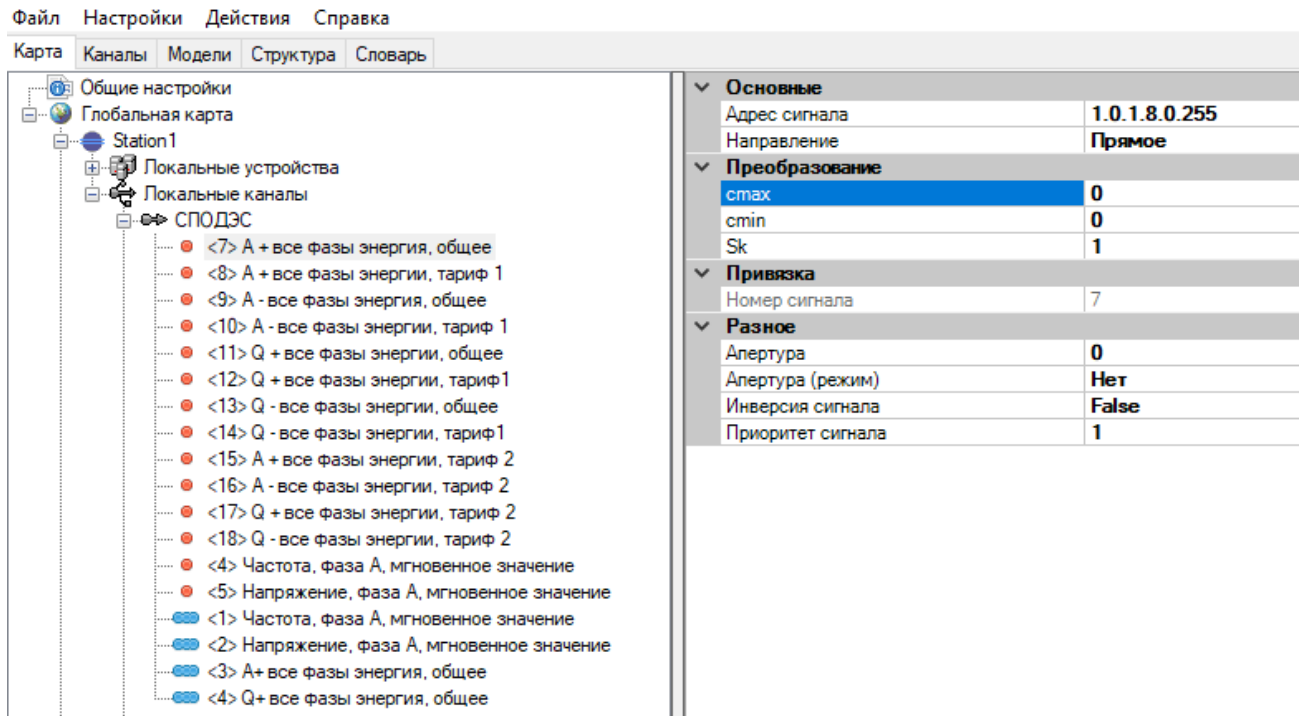 Файл Настройки Действия Справка
Карта Каналы Модели Структура Словарь
Общие настройки
Глобальная карта
Station1
Локальные устройства
Локальные каналы
СПОДЭС
<7> A + все фазы энергия, общее
<8> A + все фазы энергии, тариф 1
<9> A - все фазы энергия, общее
<10> A - все фазы энергии, тариф 1
<11> Q + все фазы энергии, общее
<12> Q + все фазы энергии, тариф1
<13> Q - все фазы энергии, общее
<14> Q - все фазы энергии, тариф1
<15> A + все фазы энергии, тариф 2
<16> A - все фазы энергии, тариф 2
<17> Q + все фазы энергии, тариф 2
<18> Q - все фазы энергии, тариф 2
<4> Частота, фаза А, мгновенное значение
<5> Напряжение, фаза А, мгновенное значение
<1> Частота, фаза А, мгновенное значение
<2> Напряжение, фаза А, мгновенное значение
<3> A+ все фазы энергия, общее
<4> Q+ все фазы энергия, общее
Основные
Адрес сигнала 1.0.1.8.0.255
Направление Прямое
Преобразование
cmax 0
cmin 0
Sk 1
Привязка
Номер сигнала 7
Разное
Апертура 0
Апертура (режим) Нет
Инверсия сигнала False
Приоритет сигнала 1